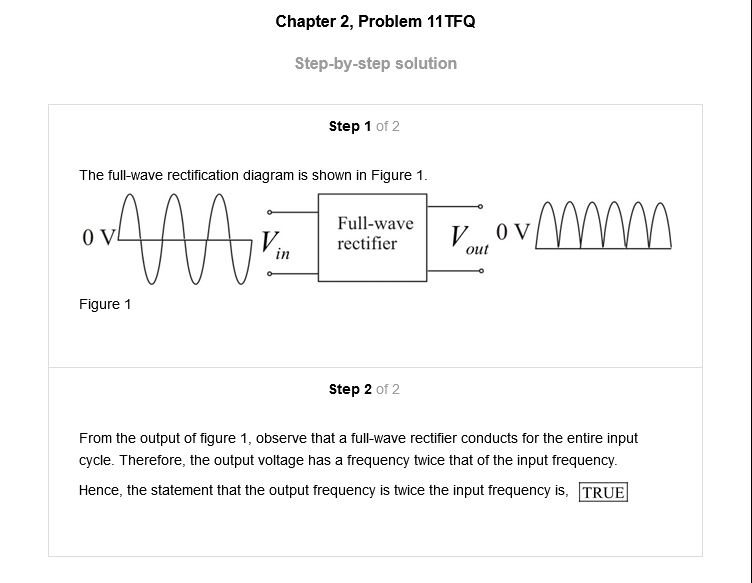 Chapter 2, Problem 11TFQ
Step-by-step solution
Step 1 of 2
The full-wave rectification diagram is shown in Figure 1.
0 V
Vin
Full-wave
rectifier
Vout
0 V
Figure 1
Step 2 of 2
From the output of figure 1, observe that a full-wave rectifier conducts for the entire input
cycle. Therefore, the output voltage has a frequency twice that of the input frequency.
Hence, the statement that the output frequency is twice the input frequency is, TRUE